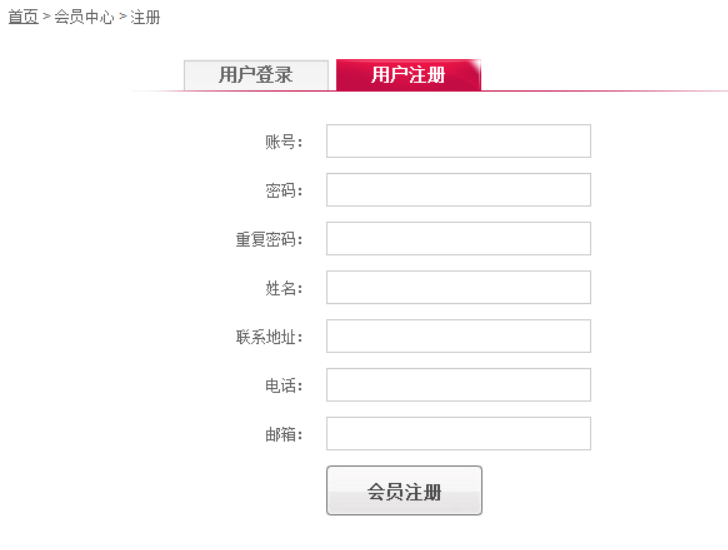 首页 > 会员中心 > 注册
用户登录 用户注册
账号：
密码：
重复密码：
姓名：
联系地址：
电话：
邮箱：
会员注册